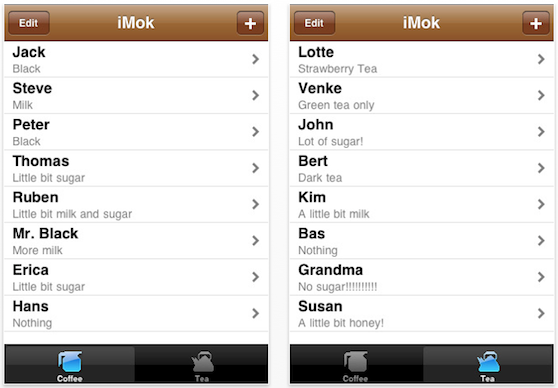 Edit
iMok
+
Jack
Black
Steve
Milk
Peter
Black
Thomas
Little bit sugar
Ruben
Little bit milk and sugar
Mr. Black
More milk
Erica
Little bit sugar
Hans
Nothing
Coffee
Tea
Edit
iMok
+
Lotte
Strawberry Tea
Venke
Green tea only
John
Lot of sugar!
Bert
Dark tea
Kim
A little bit milk
Bas
Nothing
Grandma
No sugar!!!!!!!!!!
Susan
A little bit honey!
Coffee
Tea